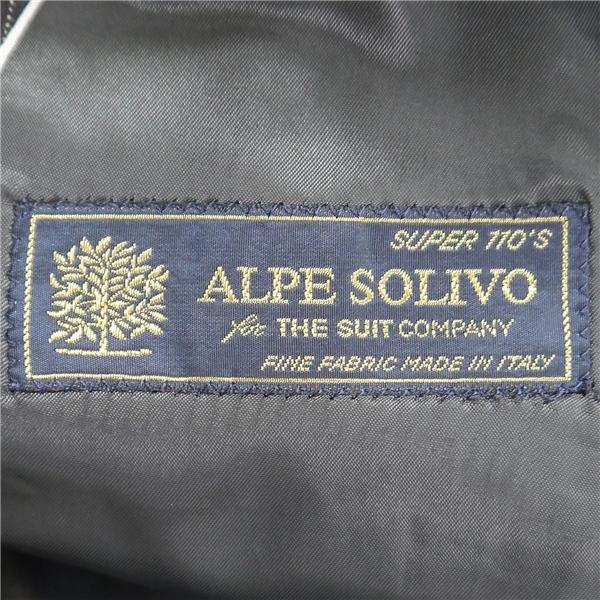 SUPER 110'S
ALPE SOLIVO
for THE SUIT COMPANY
FINE FABRIC MADE IN ITALY